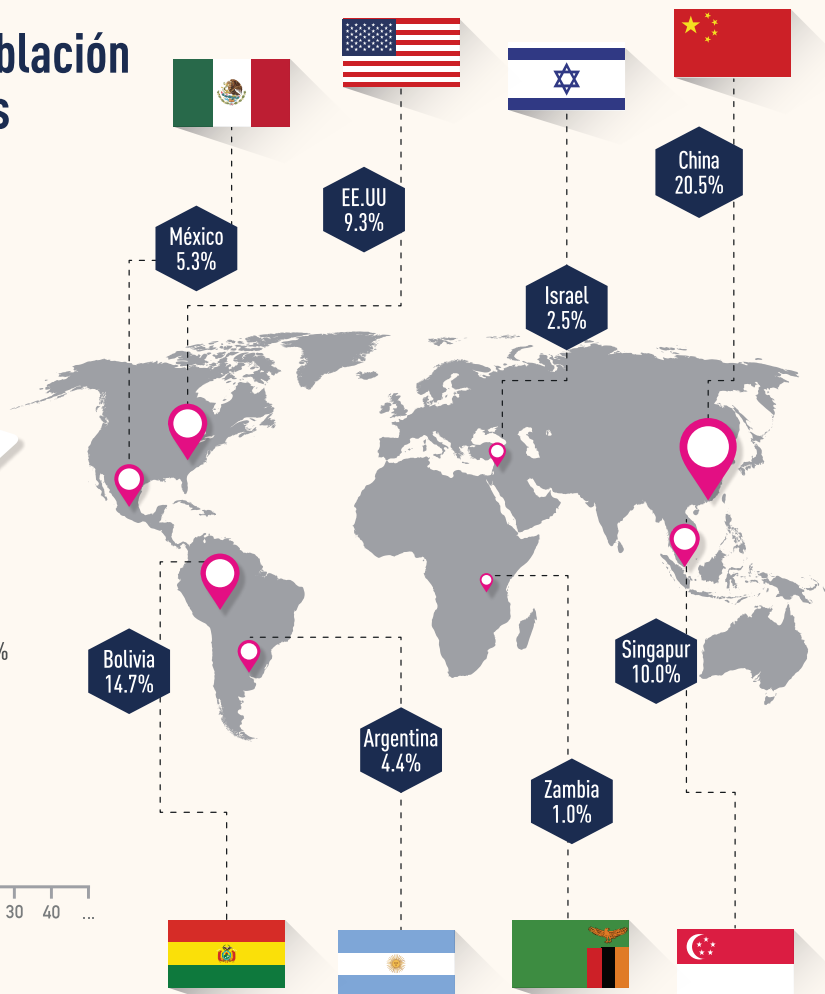 blación
s
México
5.3%
EE.UU
9.3%
Israel
2.5%
China
20.5%
%
Bolivia
14.7%
Argentina
4.4%
Zambia
1.0%
Singapur
10.0%
30 40 ...